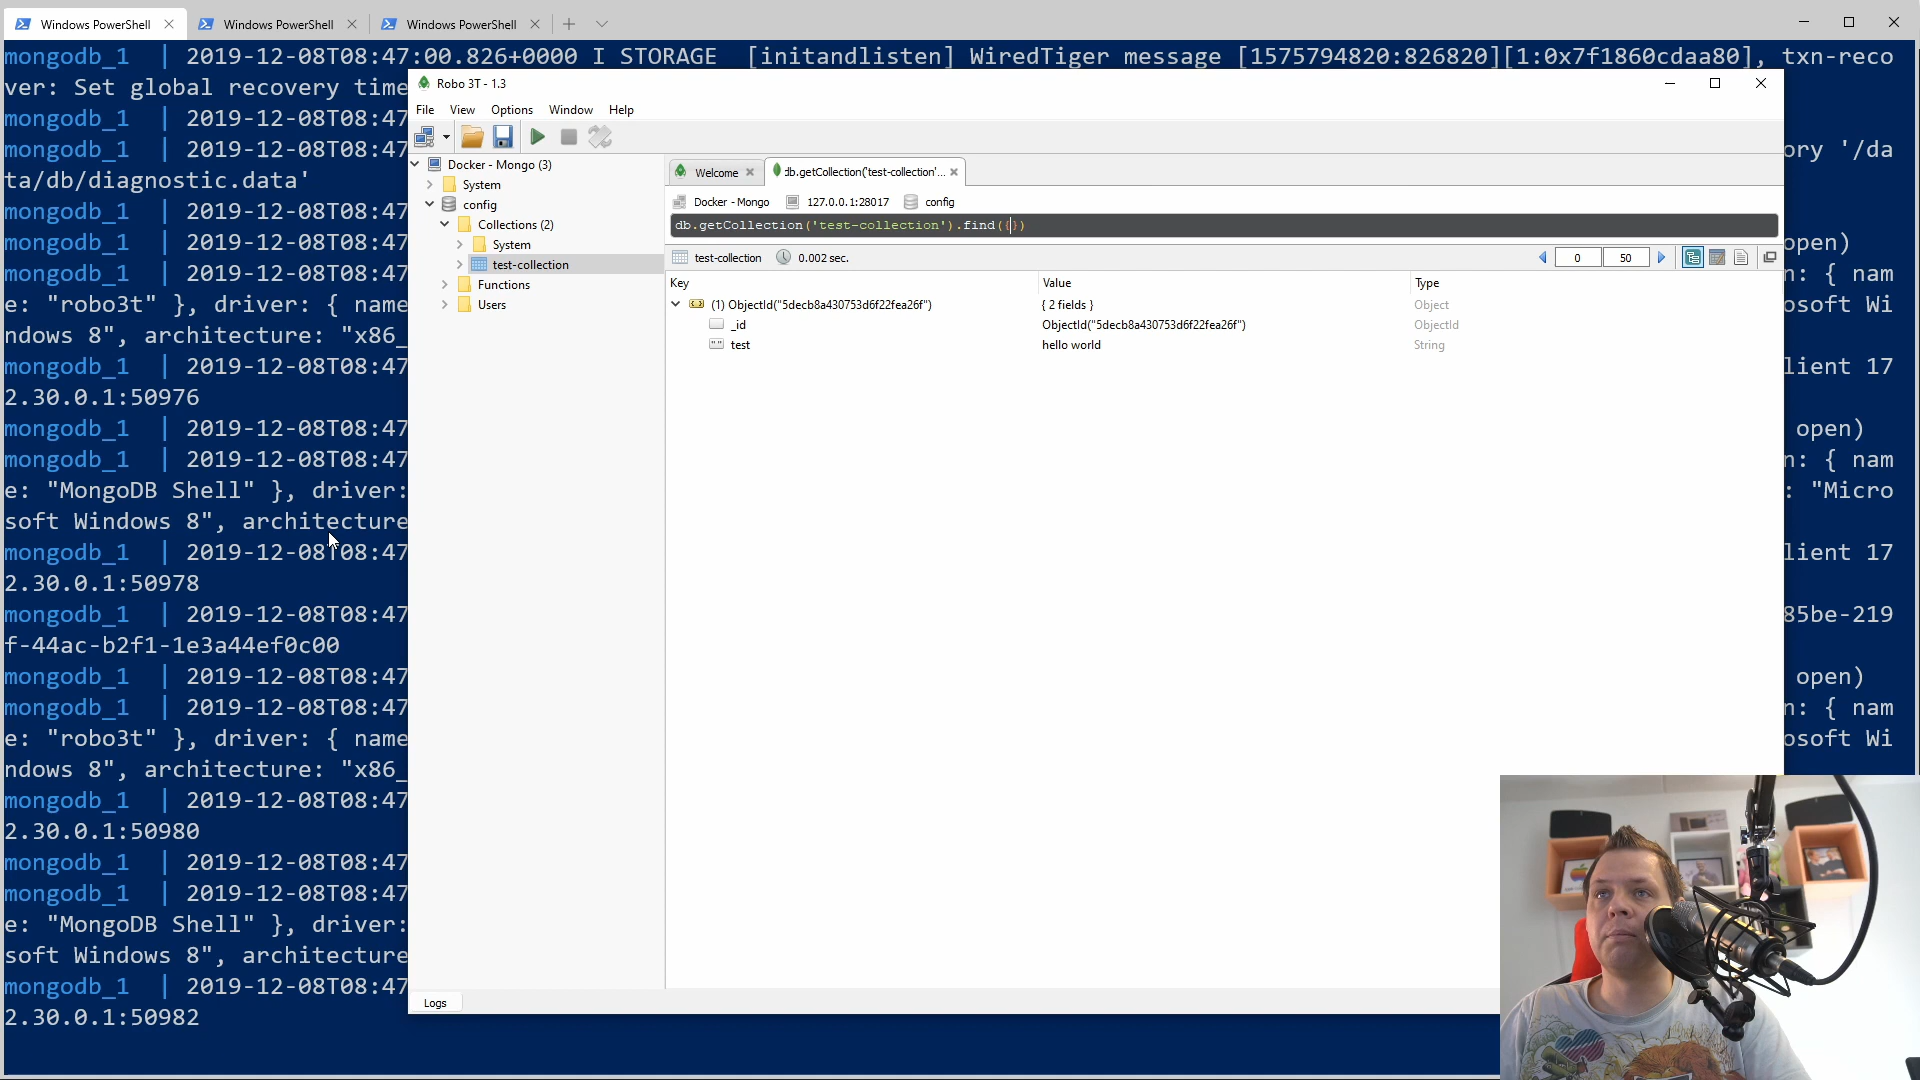 Windows PowerShell
Windows PowerShell
Windows PowerShell
mongodb_1 | 2019-12-08T08:47:00.826+0000 I STORAGE [initandlisten] WiredTiger message [1575794820:826820][1:0x7f1860cdaa80], txn-reco
ver: Set global recovery time
mongodb_1 | 2019-12-08T08:47
mongodb_1 | 2019-12-08T08:47 ory '/da
ta/db/diagnostic.data'
mongodb_1 | 2019-12-08T08:47
mongodb_1 | 2019-12-08T08:47 open)
mongodb_1 | 2019-12-08T08:47 n: { nam
e: "robo3t" }, driver: { name osoft Wi
ndows 8", architecture: "x86_
mongodb_1 | 2019-12-08T08:47 lient 17
2.30.0.1:50976
mongodb_1 | 2019-12-08T08:47 open)
mongodb_1 | 2019-12-08T08:47 n: { nam
e: "MongoDB Shell" }, driver: : "Micro
soft Windows 8", architecture
mongodb_1 | 2019-12-08T08:47 lient 17
2.30.0.1:50978
mongodb_1 | 2019-12-08T08:47 85be-219
f-44ac-b2f1-1e3a44ef0c00
mongodb_1 | 2019-12-08T08:47 open)
mongodb_1 | 2019-12-08T08:47 n: { nam
e: "robo3t" }, driver: { name osoft Wi
ndows 8", architecture: "x86_
mongodb_1 | 2019-12-08T08:47
2.30.0.1:50980
mongodb_1 | 2019-12-08T08:47
mongodb_1 | 2019-12-08T08:47
e: "MongoDB Shell" }, driver:
soft Windows 8", architecture
mongodb_1 | 2019-12-08T08:47
2.30.0.1:50982
Robo 3T - 1.3
File View Options Window Help
Docker - Mongo (3)
System
config
Collections (2)
System
test-collection
Functions
Users
Welcome
db.getCollection('test-collection'...
Docker - Mongo 127.0.0.1:28017 config
db.getCollection('test-collection').find({})
test-collection 0.002 sec. 0 50
Key Value Type
(1) ObjectId("5decb8a430753d6f22fea26f") { 2 fields } Object
_id ObjectId("5decb8a430753d6f22fea26f") ObjectId
test hello world String
Logs